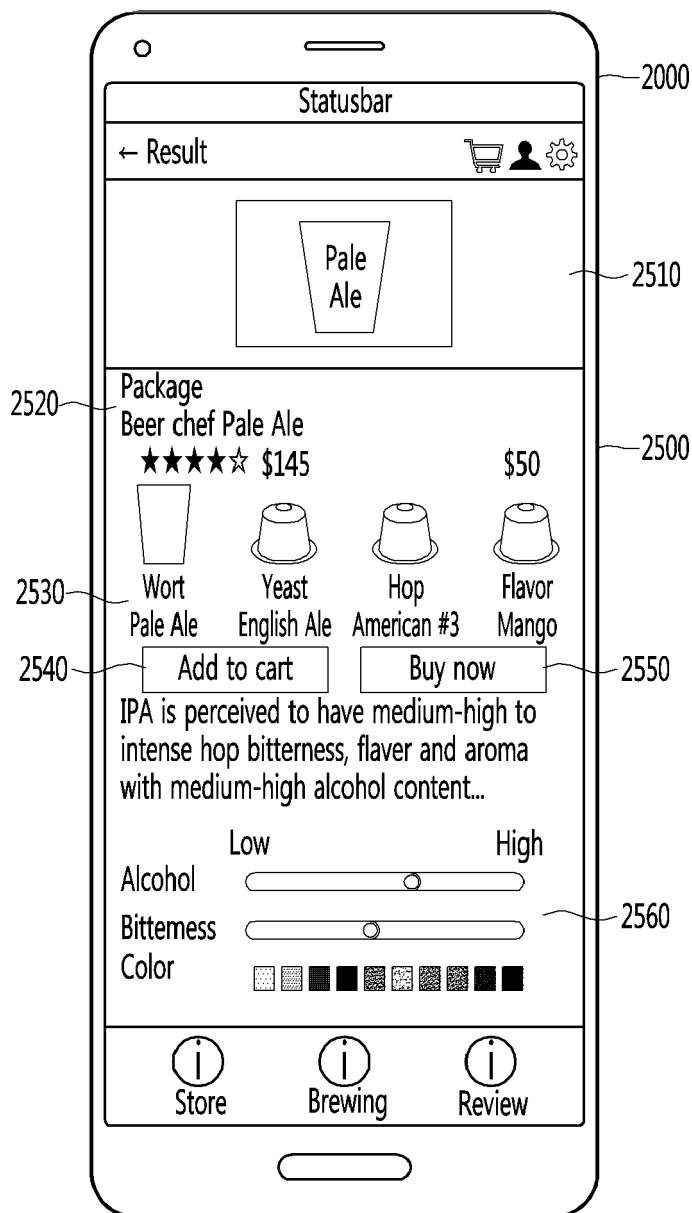 2000
Statusbar
← Result
Pale
Ale
2510
Package
2520
Beer chef Pale Ale
2500
★★★★☆ $145 $50
Wort Yeast Hop Flavor
2530
Pale Ale English Ale American #3 Mango
2540 Add to cart Buy now 2550
IPA is perceived to have medium-high to
intense hop bitterness, flaver and aroma
with medium-high alcohol content...
Low High
Alcohol
2560
Bittemess
Color
Store Brewing Review